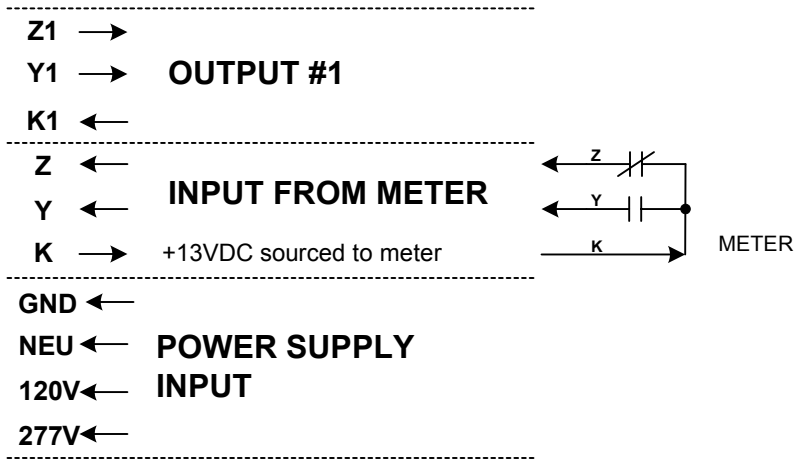 Z1
Y1 OUTPUT #1
K1
Z Z
INPUT FROM METER
Y Y
K +13VDC sourced to meter K METER
GND
NEU POWER SUPPLY
120V INPUT
277V